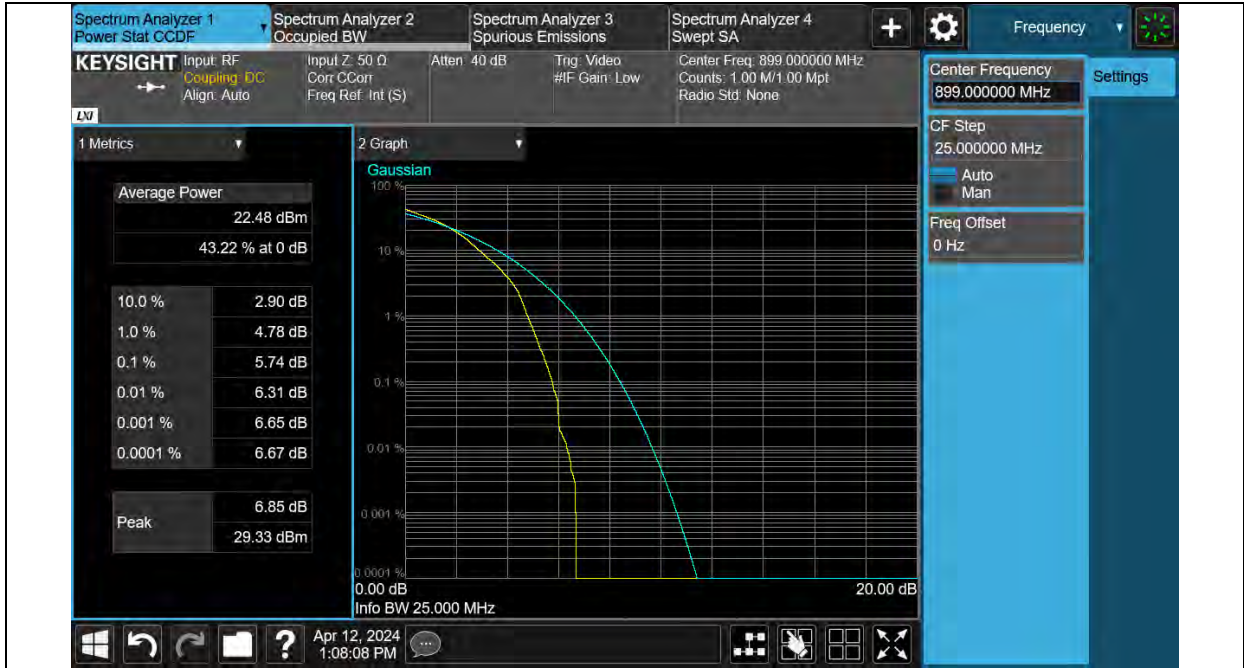 Spectrum Analyzer 1
Power Stat CCDF
Spectrum Analyzer 2
Occupied BW
Spectrum Analyzer 3
Spurious Emissions
Spectrum Analyzer 4
Swept SA
+
Frequency
KEYSIGHT
Input: RF
Coupling: DC
Align: Auto
Input Z: 50 Ω
Corr CCorr
Freq Ref: Int (S)
Atten: 40 dB
Trig: Video
#IF Gain: Low
Center Freq: 899.000000 MHz
Counts: 1.00 M/1.00 Mpt
Radio Std: None
LXI
Center Frequency
899.000000 MHz
Settings
CF Step
25.000000 MHz
Auto
Man
Freq Offset
0 Hz
1 Metrics
Average Power
22.48 dBm
43.22 % at 0 dB
10.0 % 2.90 dB
1.0 % 4.78 dB
0.1 % 5.74 dB
0.01 % 6.31 dB
0.001 % 6.65 dB
0.0001 % 6.67 dB
Peak
6.85 dB
29.33 dBm
2 Graph
Gaussian
100 %
10 %
1 %
0.1 %
0.01 %
0.001 %
0.0001 %
0.00 dB 20.00 dB
Info BW 25.000 MHz
?
Apr 12, 2024
1:08:08 PM